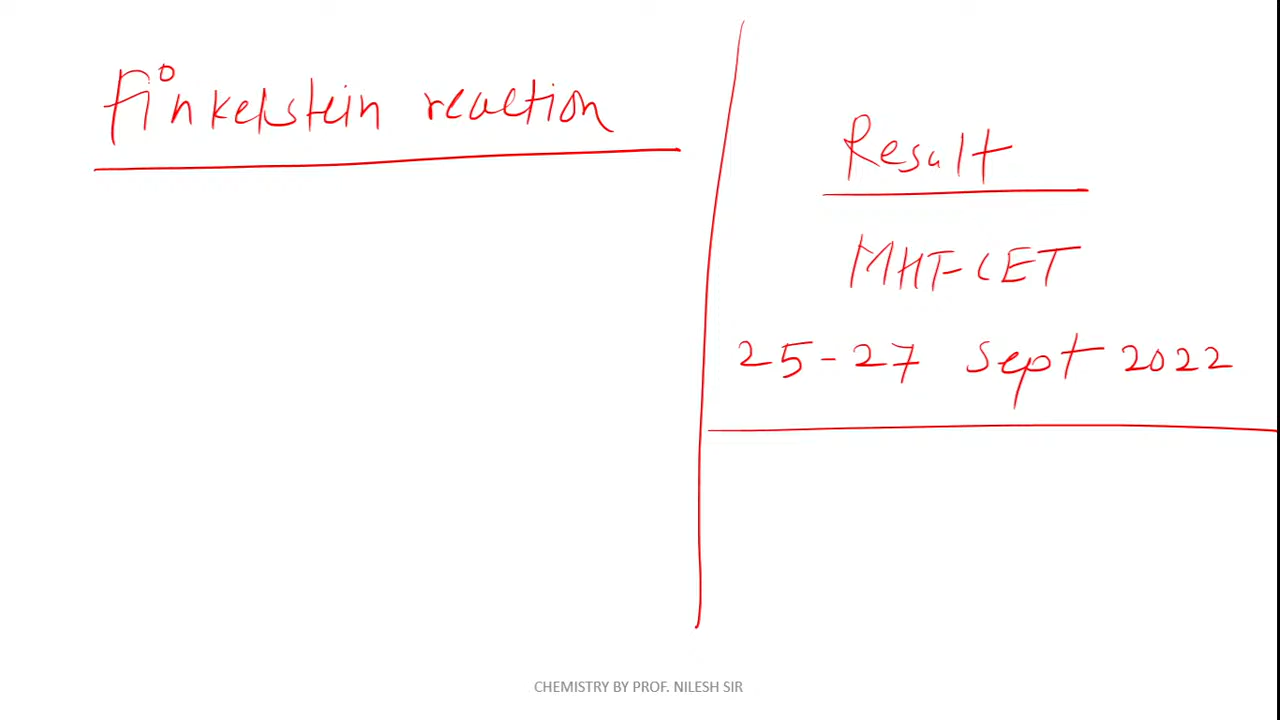 Finkelstein reaction
Result
MHT-CET
25-27 Sept 2022
CHEMISTRY BY PROF. NILESH SIR